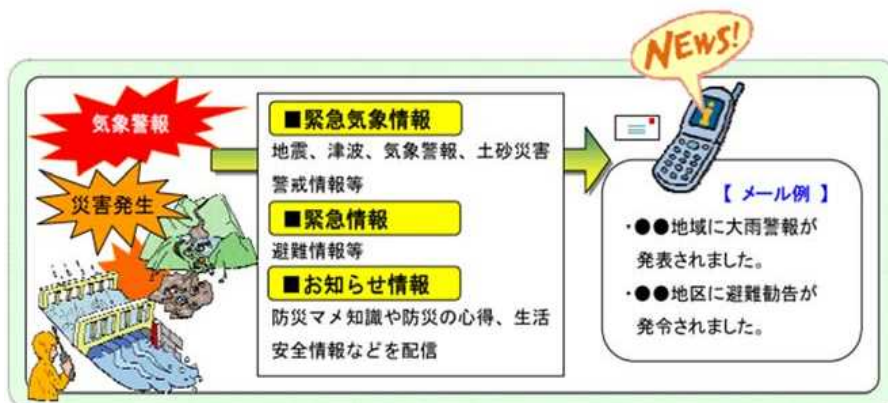 NEWS!
気象警報
災害発生
■緊急気象情報
地震、津波、気象警報、土砂災害
警戒情報等
■緊急情報
避難情報等
■お知らせ情報
防災マメ知識や防災の心得、生活
安全情報などを配信
【 メール例 】
・●●地域に大雨警報が
発表されました。
・●●地区に避難勧告が
発令されました。